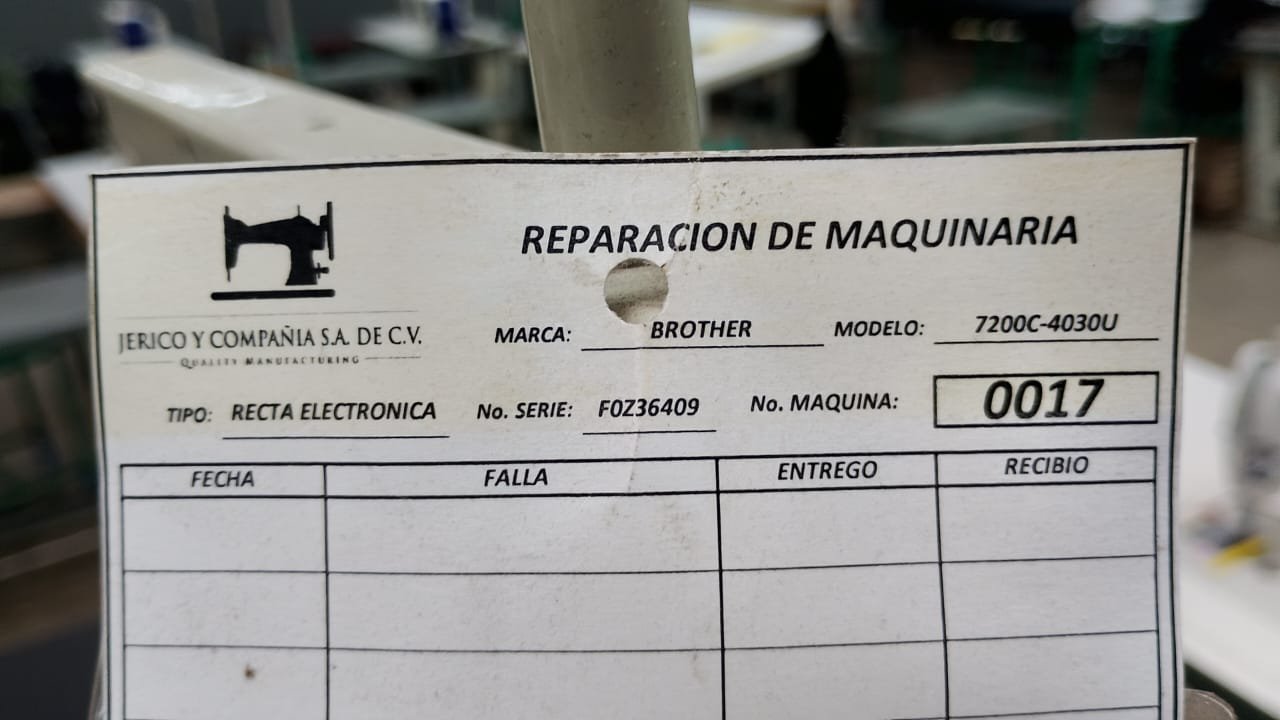 REPARACION DE MAQUINARIA
JERICO Y COMPAÑIA S.A. DE C.V.
QUALITY MANUFACTURING
MARCA: BROTHER MODELO: 7200C-4030U
TIPO: RECTA ELECTRONICA No. SERIE: F0Z36409 No. MAQUINA: 0017
FECHA FALLA ENTREGO RECIBIO